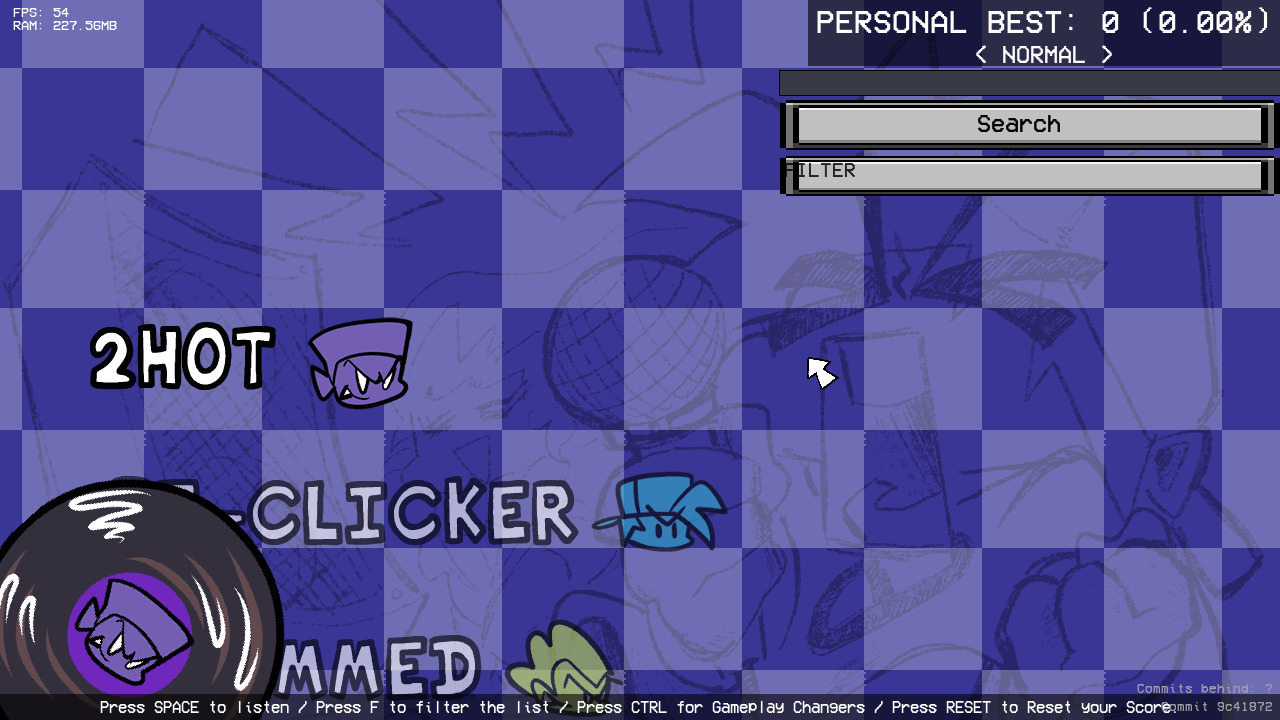 FPS: 54
RAM: 227.56MB
PERSONAL BEST: 0 (0.00%)
< NORMAL >
Search
FILTER
2HOT
-CLICKER
MMED
Commits behind: ?
Commit 9c41872
Press SPACE to listen / Press F to filter the list / Press CTRL for Gameplay Changers / Press RESET to Reset your Score.